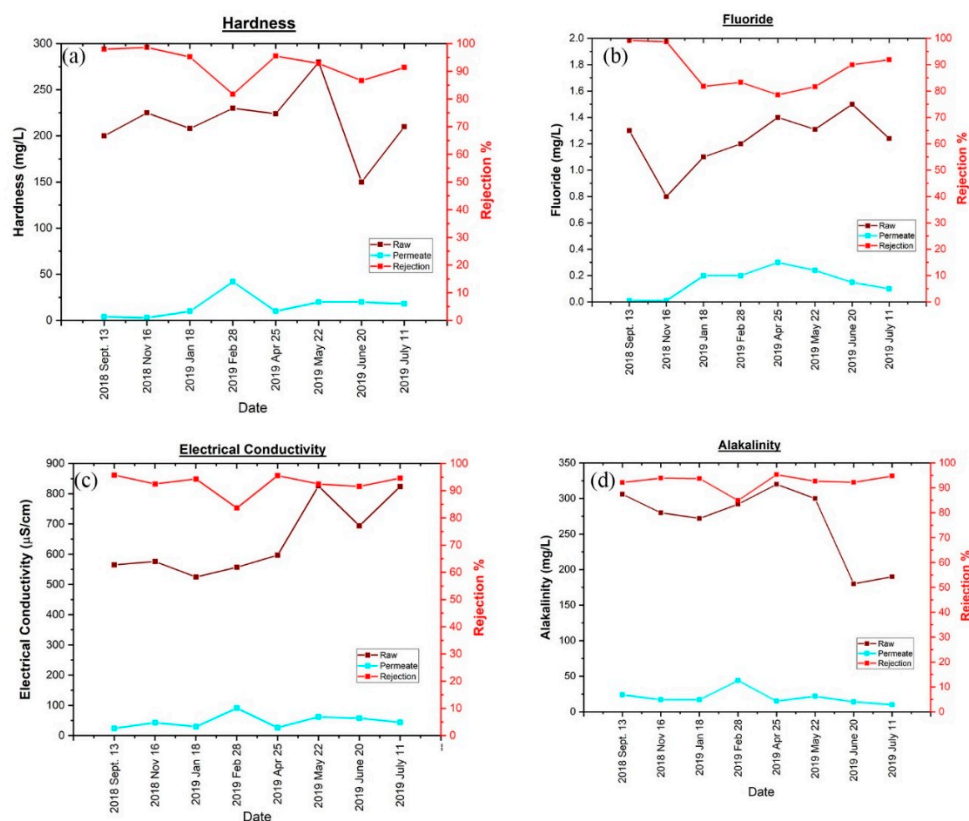 Hardness
(a)
300
250
200
150
100
50
0
Hardness (mg/L)
100
90
80
70
60
50
40
30
20
10
0
Rejection %
Raw
Permeate
Rejection
2018 Sept. 13
2018 Nov 16
2019 Jan 18
2019 Feb 28
2019 Apr 25
2019 May 22
2019 June 20
2019 July 11
Date
Fluoride
(b)
2.0
1.8
1.6
1.4
1.2
1.0
0.8
0.6
0.4
0.2
0.0
Fluoride (mg/L)
100
90
80
70
60
50
40
30
20
10
0
Rejection %
Raw
Permeate
Rejection
2018 Sept. 13
2018 Nov 16
2019 Jan 18
2019 Feb 28
2019 Apr 25
2019 May 22
2019 June 20
2019 July 11
Electrical Conductivity
(c)
900
800
700
600
500
400
300
200
100
0
Electrical Conductivity (µS/cm)
100
90
80
70
60
50
40
30
20
10
0
Rejection %
Raw
Permeate
Rejection
2018 Sept. 13
2018 Nov 16
2019 Jan 18
2019 Feb 28
2019 Apr 25
2019 May 22
2019 June 20
2019 July 11
Date
Alakalinity
(d)
350
300
250
200
150
100
50
0
Alakalinity (mg/L)
100
95
90
85
80
75
70
65
60
55
50
45
40
35
30
25
20
15
10
5
0
Rejection %
Raw
Permeate
Rejection
2018 Sept. 13
2018 Nov 16
2019 Jan 18
2019 Feb 28
2019 Apr 25
2019 May 22
2019 June 20
2019 July 11
Date